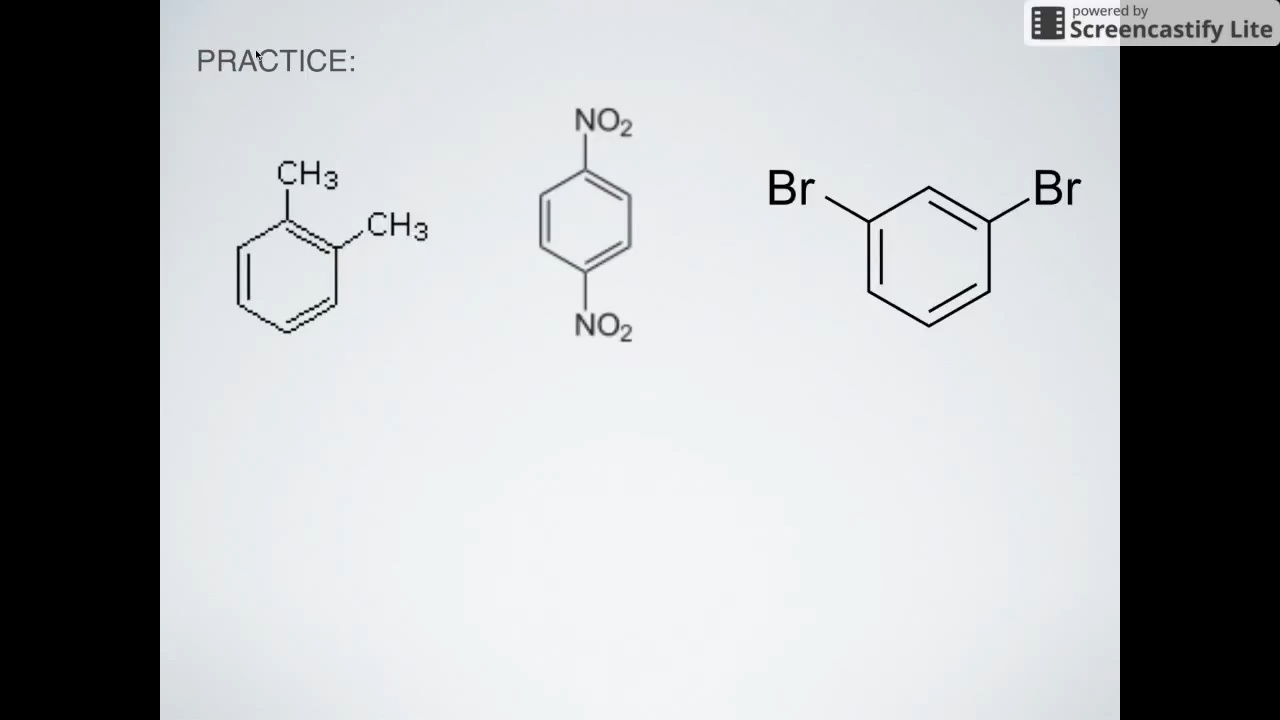 powered by
Screencastify Lite
PRACTICE:
NO₂
CH₃
CH₃
Br
Br
NO₂